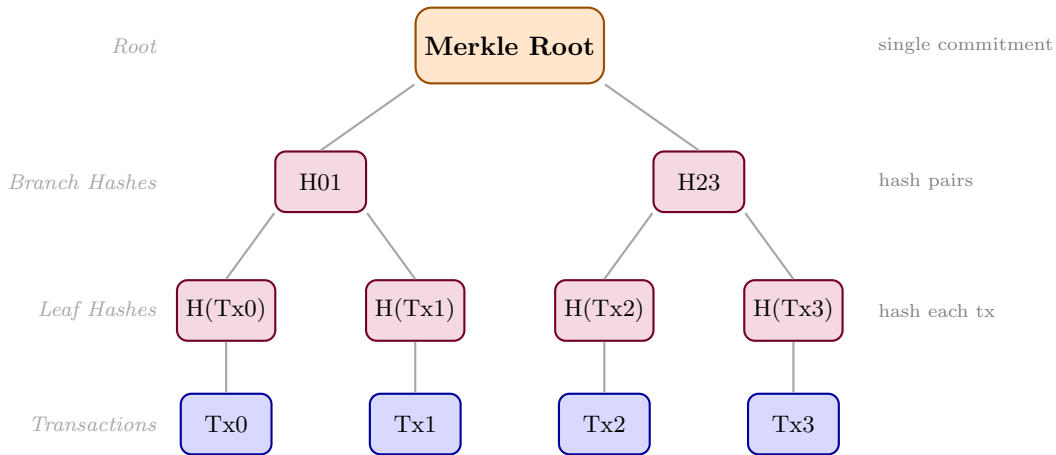 Root
Merkle Root
single commitment
Branch Hashes
H01
H23
hash pairs
Leaf Hashes
H(Tx0)
H(Tx1)
H(Tx2)
H(Tx3)
hash each tx
Transactions
Tx0
Tx1
Tx2
Tx3